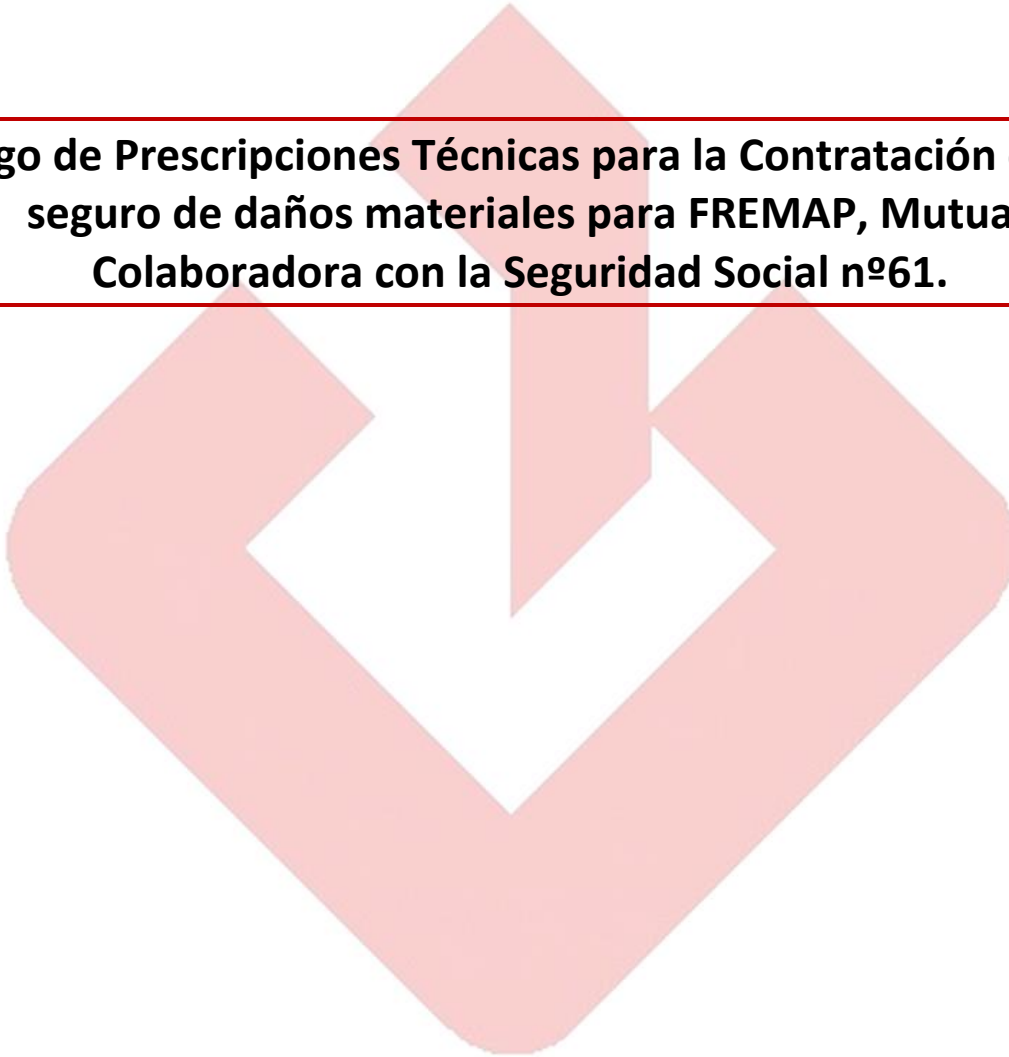 go de Prescripciones Técnicas para la Contratación
seguro de daños materiales para FREMAP, Mutua
Colaboradora con la Seguridad Social nº61.